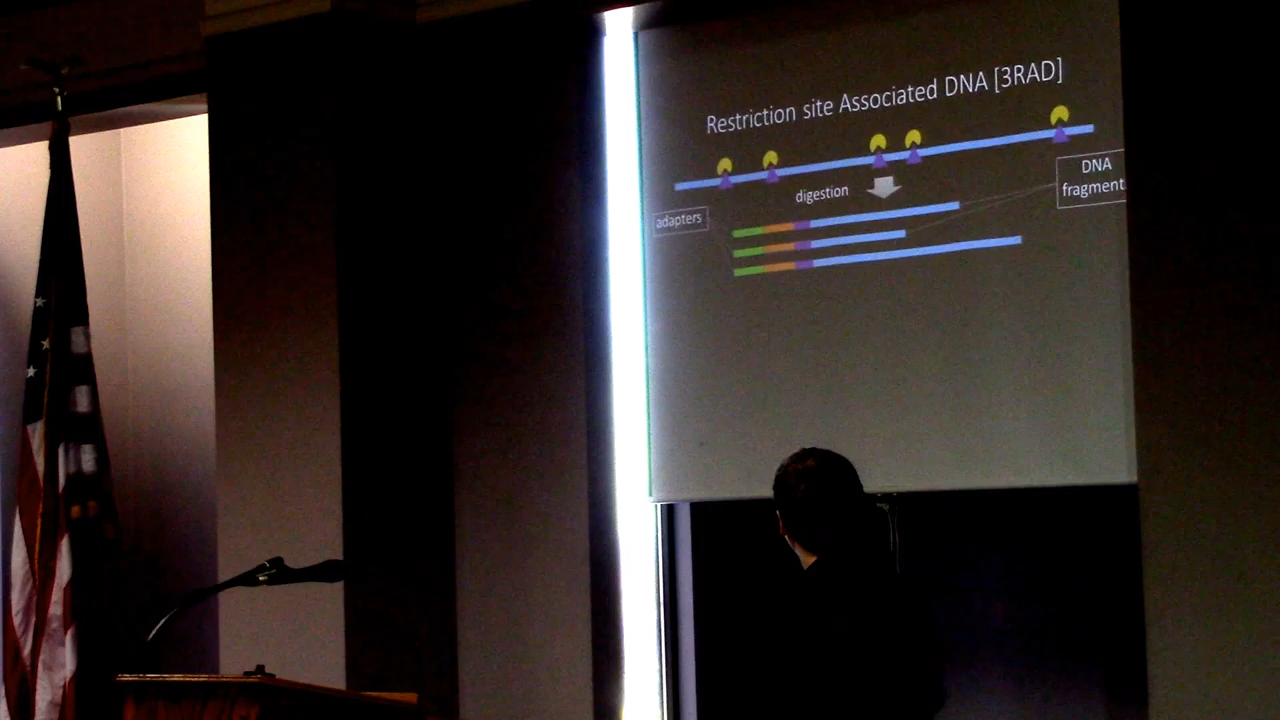 Restriction site Associated DNA [3RAD]
digestion
DNA
fragment
adapters